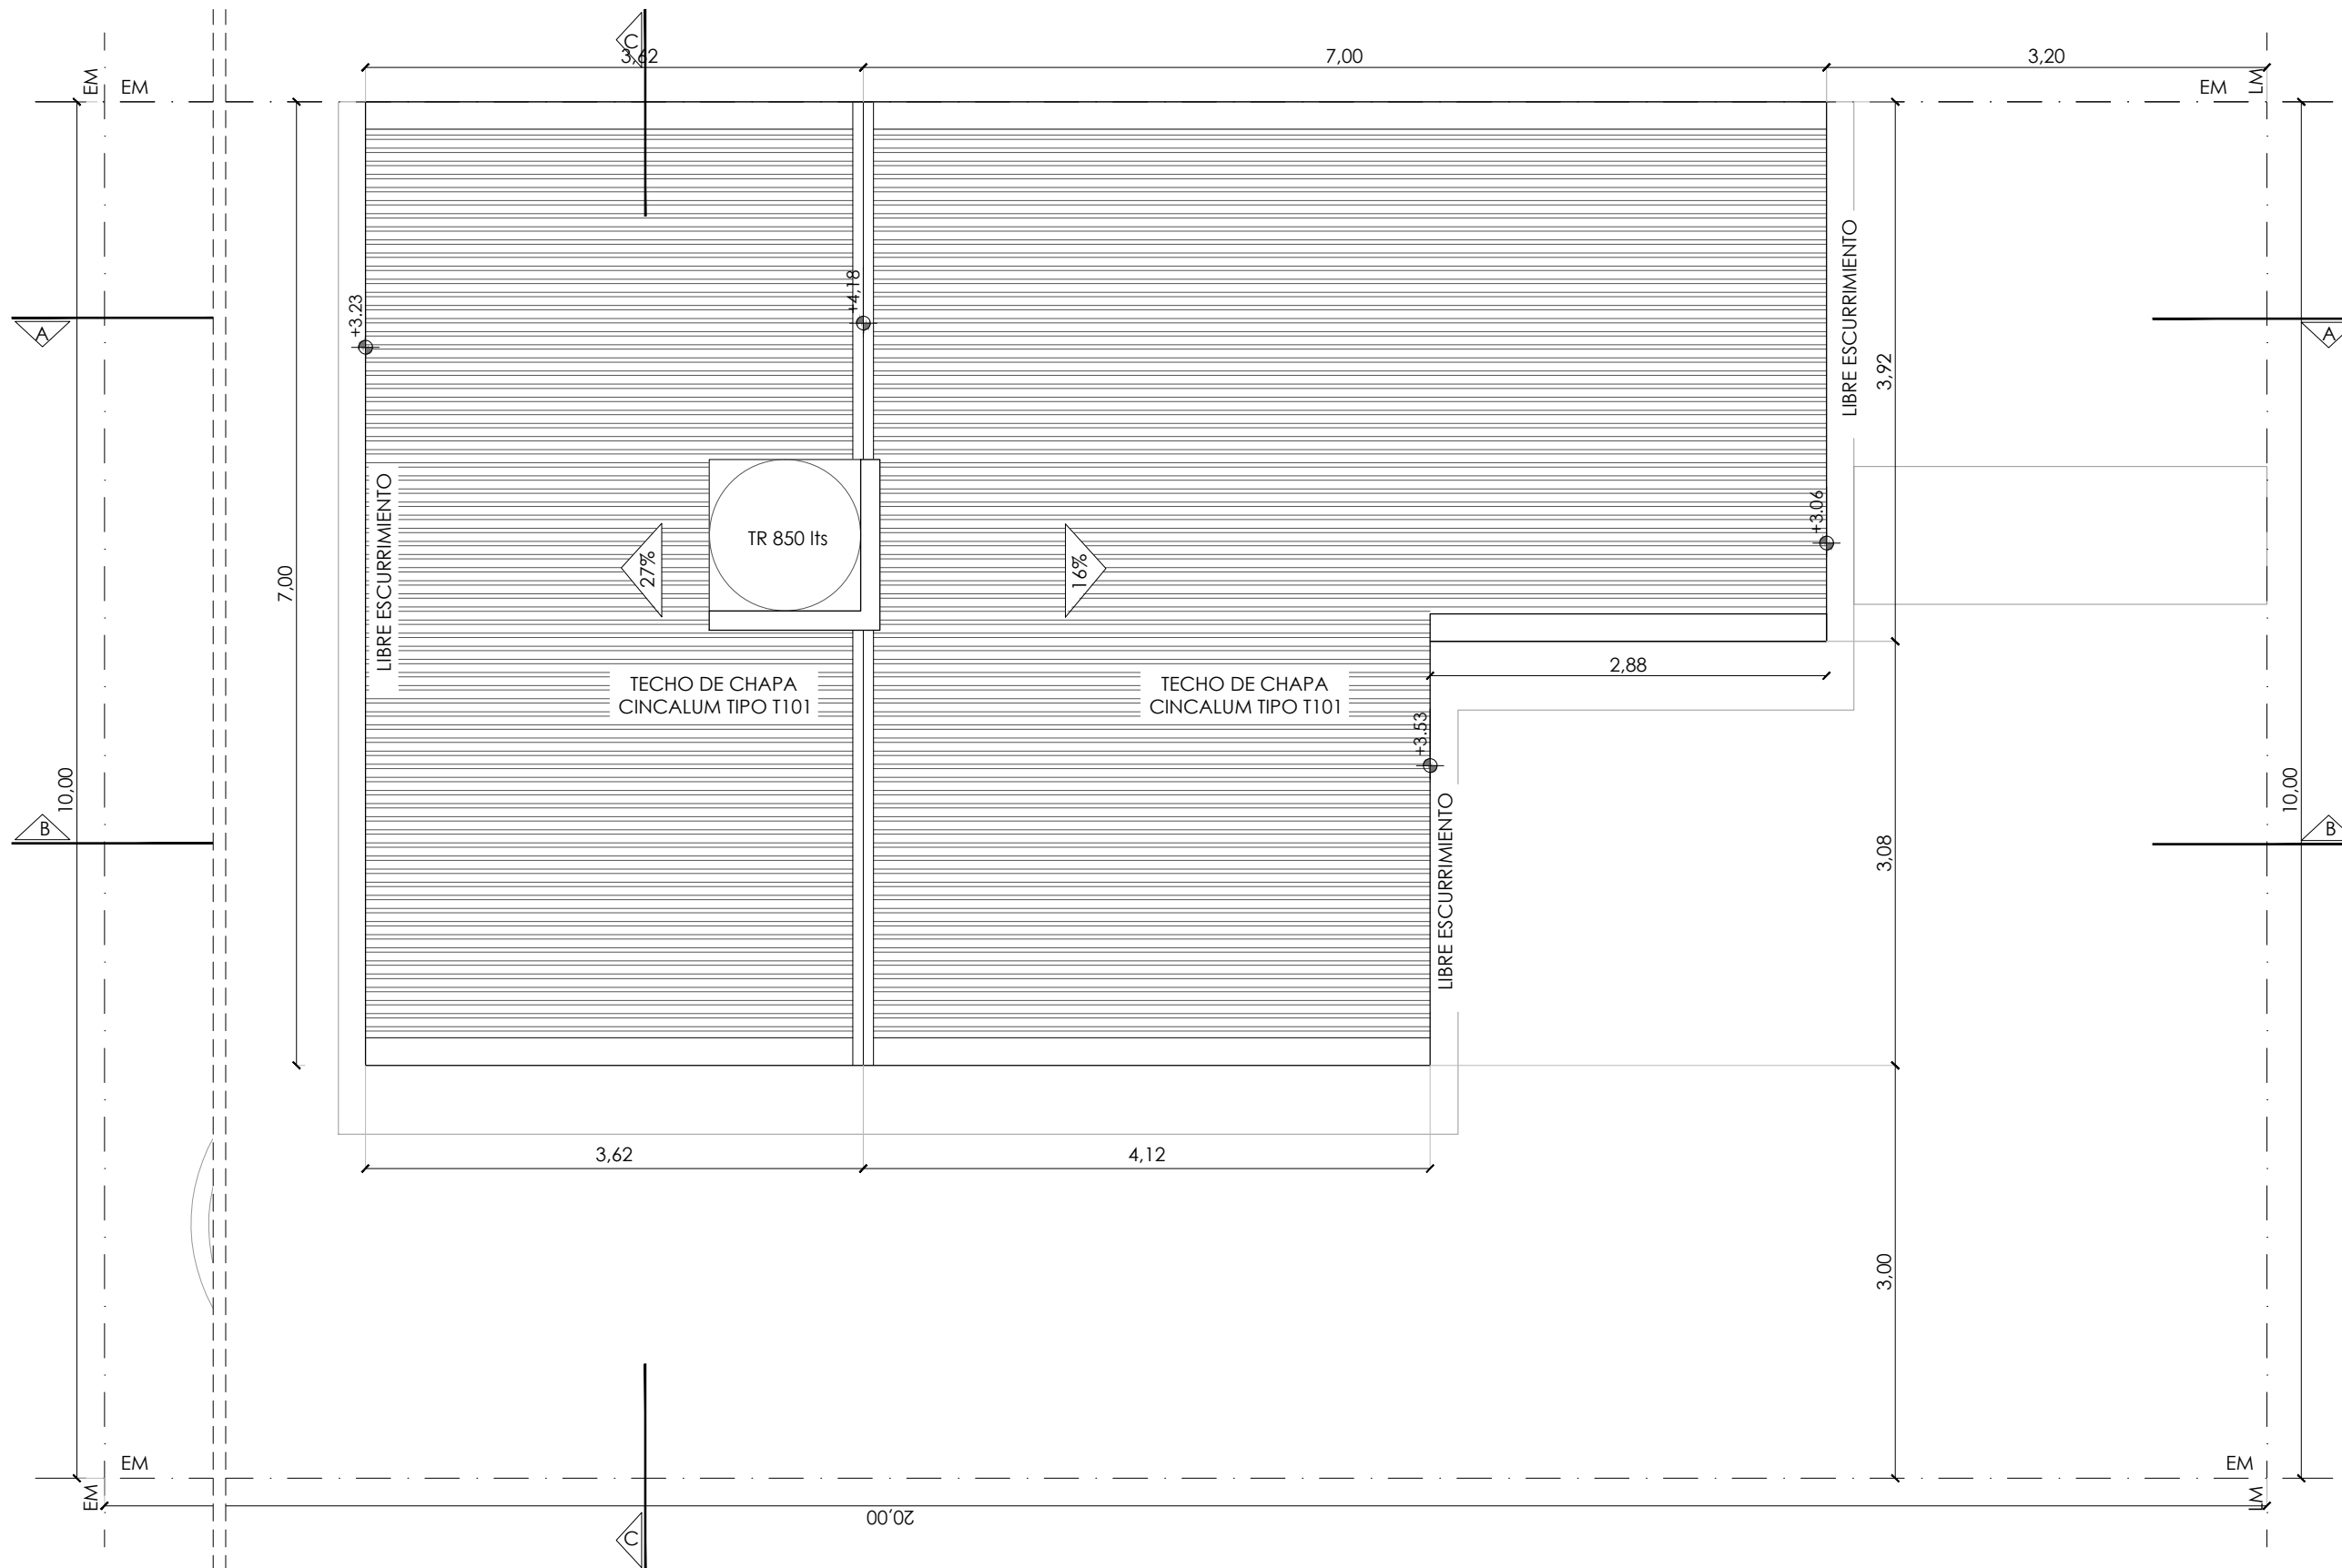 C
3,62
7,00
3,20
EM
EM
EM
LM
+3.23
+4,18
LIBRE ESCURRIMIENTO
3,92
A
A
7,00
LIBRE ESCURRIMIENTO
TR 850 lts
27%
16%
+3.06
TECHO DE CHAPA
CINCALUM TIPO T101
TECHO DE CHAPA
CINCALUM TIPO T101
2,88
+3.53
10,00
10,00
B
B
LIBRE ESCURRIMIENTO
3,08
3,62
4,12
3,00
EM
EM
EM
LM
20,00
C